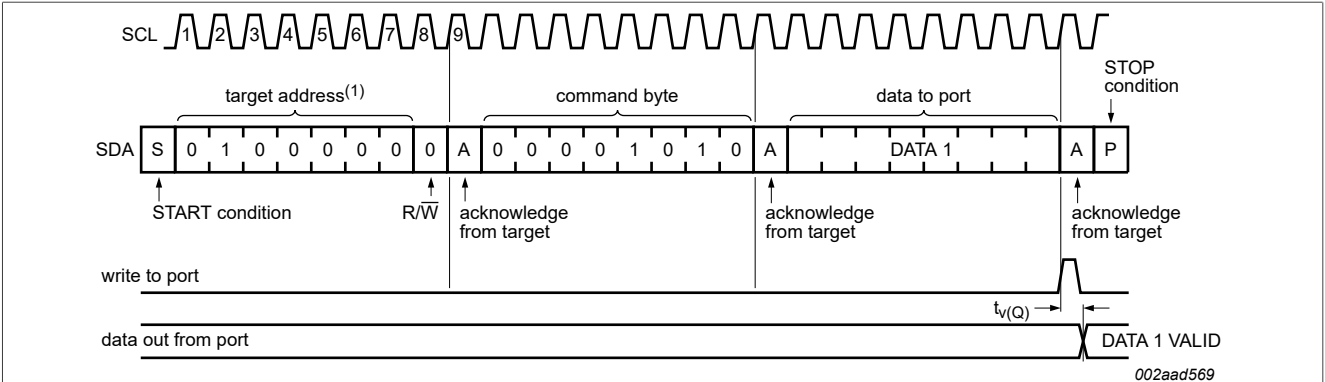 SCL 1 2 3 4 5 6 7 8 9
STOP
condition
target address(1) command byte data to port
SDA S 0 1 0 0 0 0 0 0 A 0 0 0 0 1 0 1 0 A DATA 1 A P
START condition R/W̅ acknowledge acknowledge acknowledge
from target from target from target
write to port
tv(Q)
data out from port DATA 1 VALID
002aad569